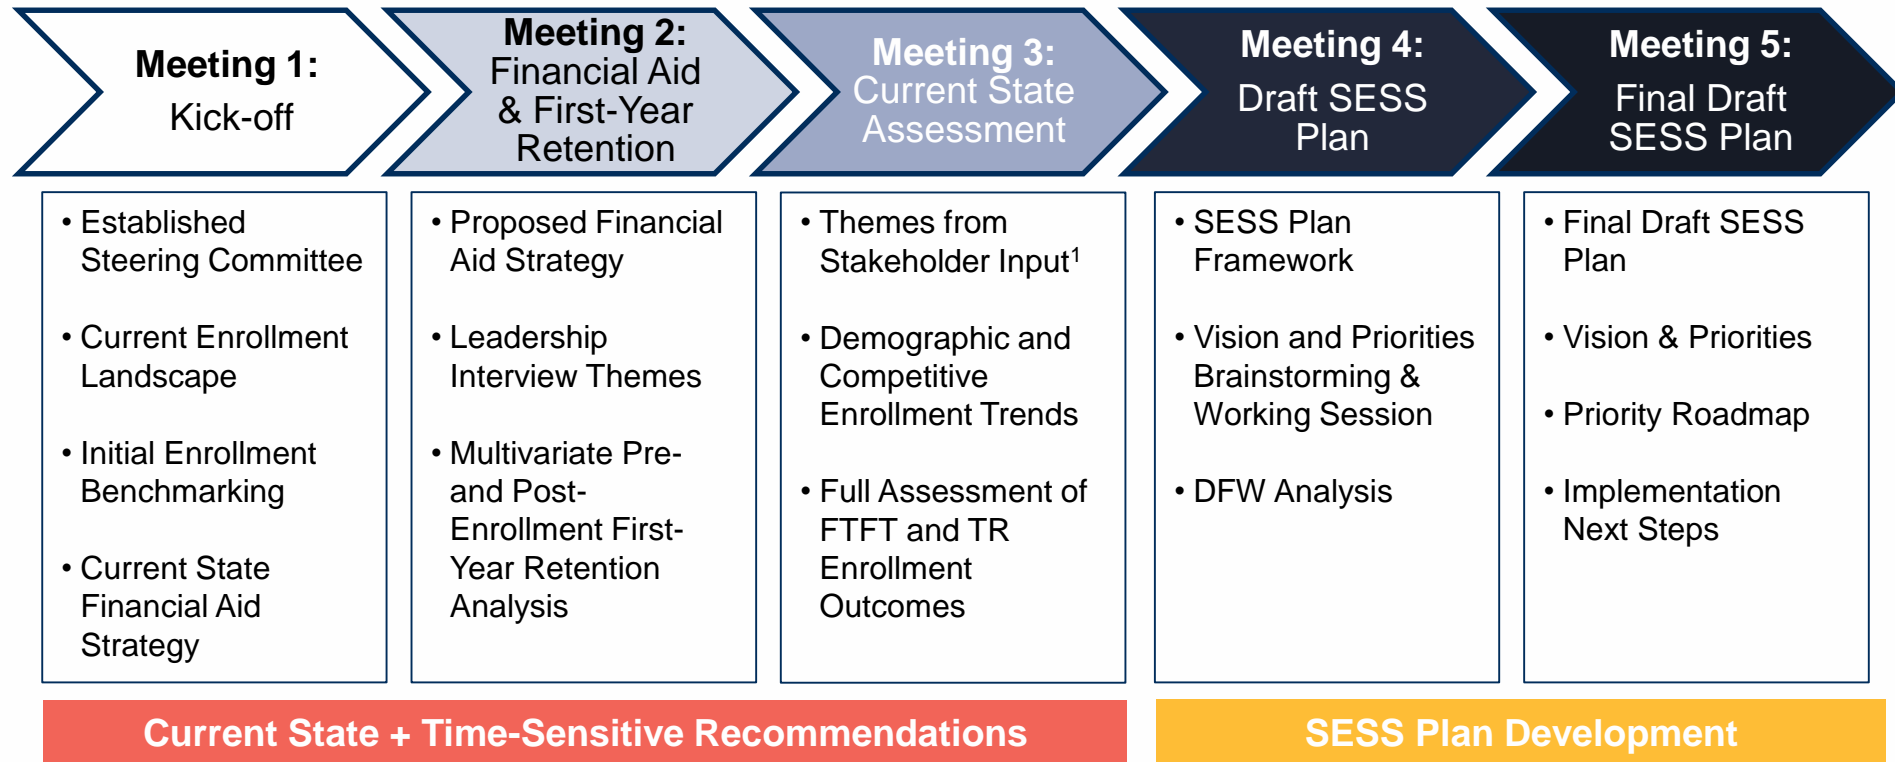 Meeting 1:
Kick-off
Meeting 2:
Financial Aid
& First-Year
Retention
Meeting 3:
Current State
Assessment
Meeting 4:
Draft SESS
Plan
Meeting 5:
Final Draft
SESS Plan
• Established
Steering Committee
• Current Enrollment
Landscape
• Initial Enrollment
Benchmarking
• Current State
Financial Aid
Strategy
• Proposed Financial
Aid Strategy
• Leadership
Interview Themes
• Multivariate Pre-
and Post-
Enrollment First-
Year Retention
Analysis
• Themes from
Stakeholder Input¹
• Demographic and
Competitive
Enrollment Trends
• Full Assessment of
FTFT and TR
Enrollment
Outcomes
• SESS Plan
Framework
• Vision and Priorities
Brainstorming &
Working Session
• DFW Analysis
• Final Draft SESS
Plan
• Vision & Priorities
• Priority Roadmap
• Implementation
Next Steps
Current State + Time-Sensitive Recommendations
SESS Plan Development